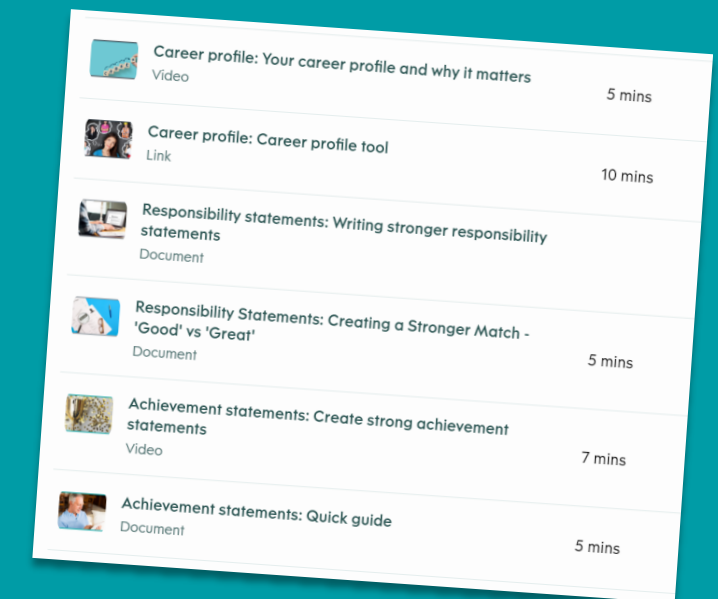 Career profile: Your career profile and why it matters
Video
5 mins
Career profile: Career profile tool
Link
10 mins
Responsibility statements: Writing stronger responsibility
statements
Document
Responsibility Statements: Creating a Stronger Match -
'Good' vs 'Great'
Document
5 mins
Achievement statements: Create strong achievement
statements
Video
7 mins
Achievement statements: Quick guide
Document
5 mins